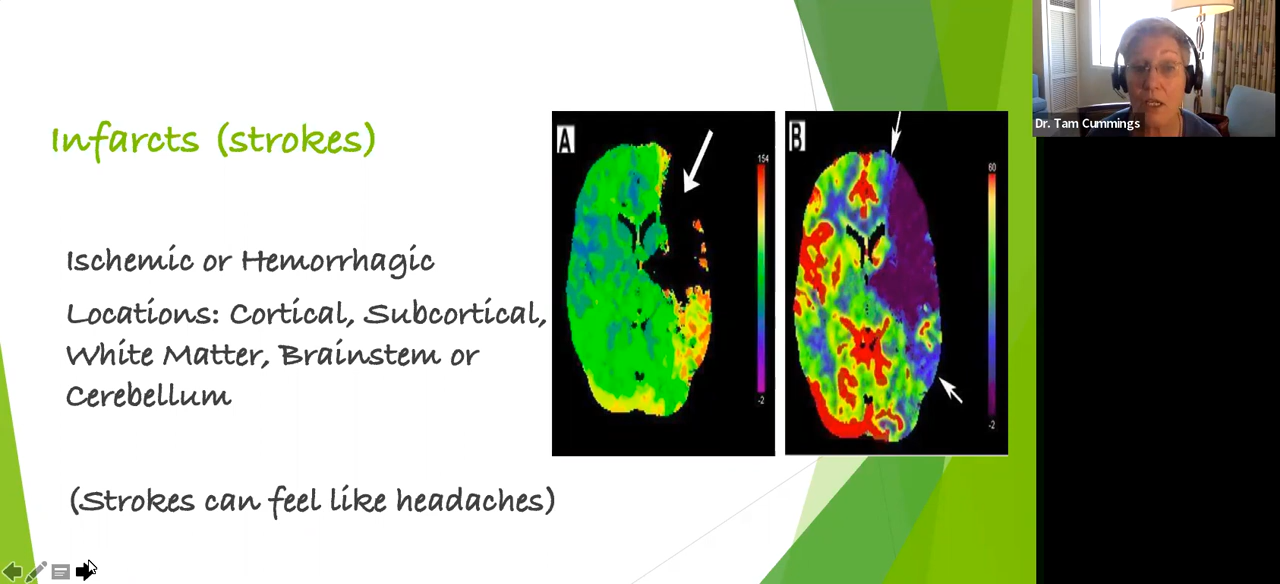 Infarcts (strokes)
Ischemic or Hemorrhagic
Locations: Cortical, Subcortical,
White Matter, Brainstem or
Cerebellum
(Strokes can feel like headaches)
A
154
-2
B
60
-2
Dr. Tam Cummings